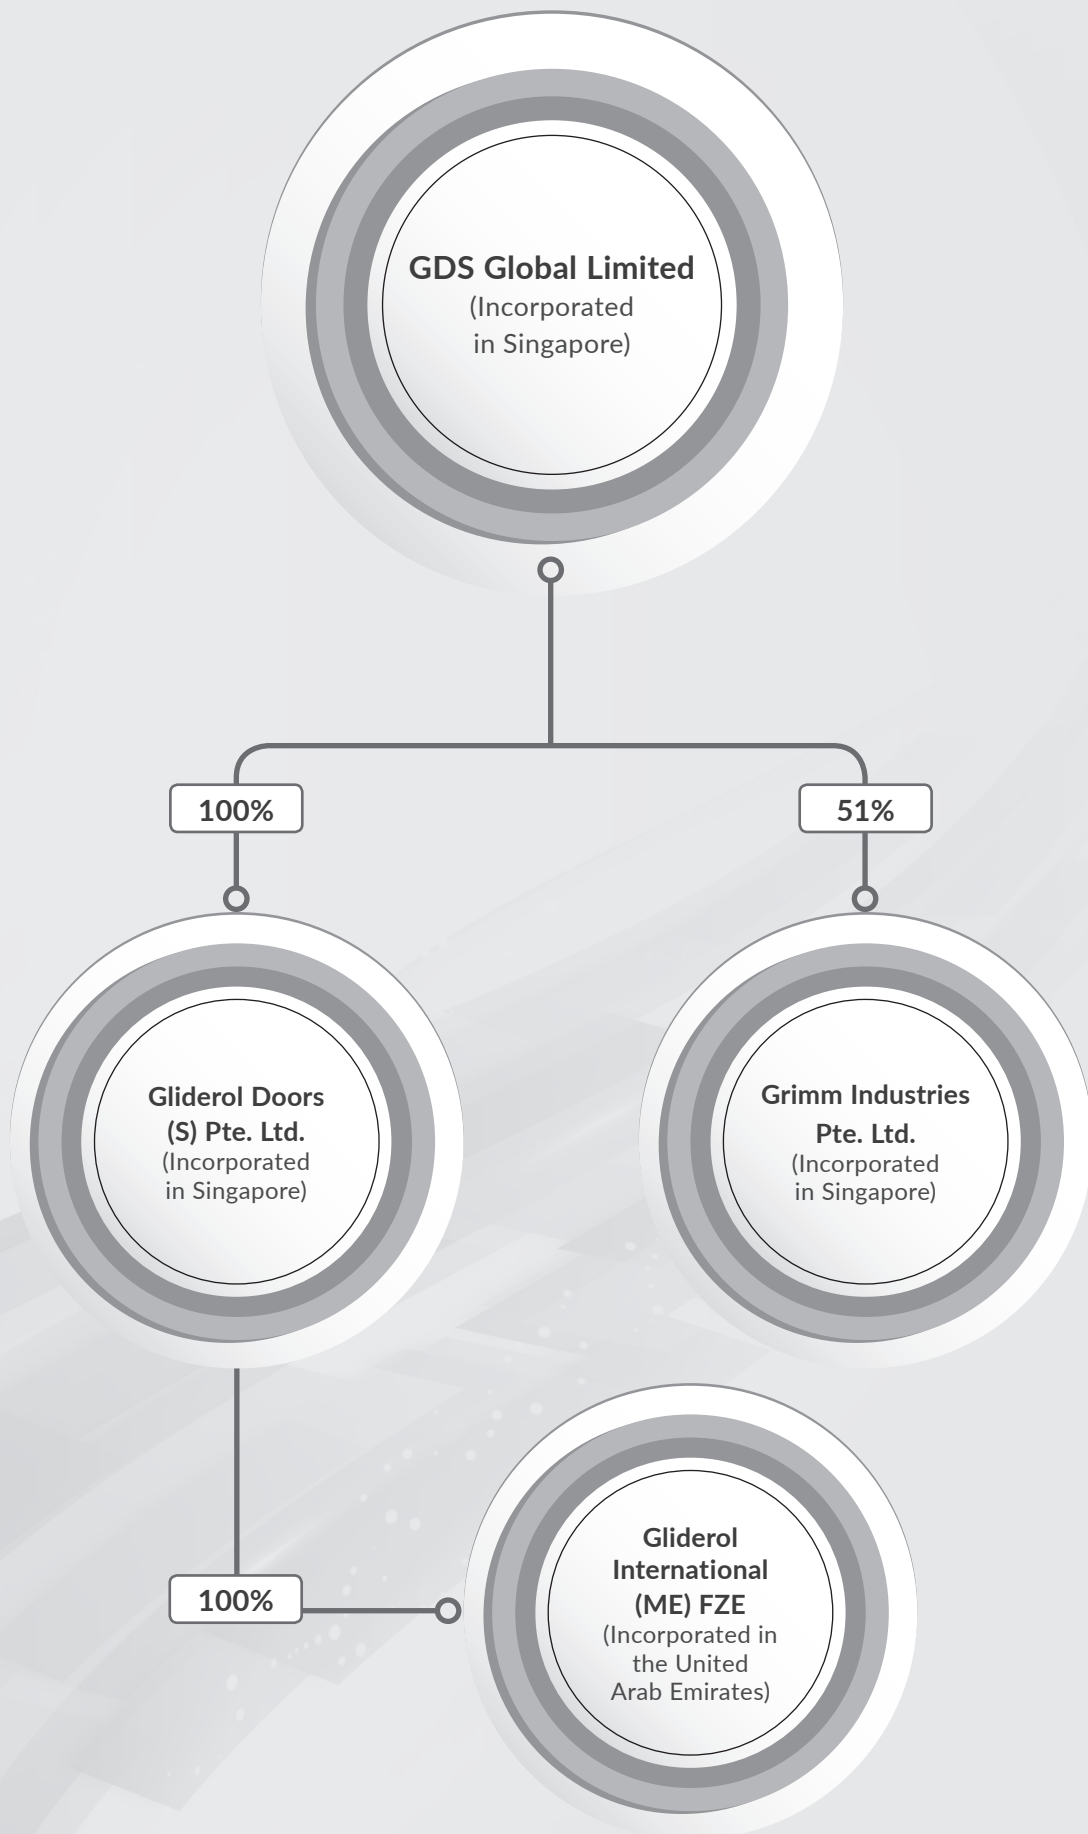 GDS Global Limited
(Incorporated
in Singapore)
100%
51%
Gliderol Doors
(S) Pte. Ltd.
(Incorporated
in Singapore)
Grimm Industries
Pte. Ltd.
(Incorporated
in Singapore)
100%
Gliderol
International
(ME) FZE
(Incorporated in
the United
Arab Emirates)